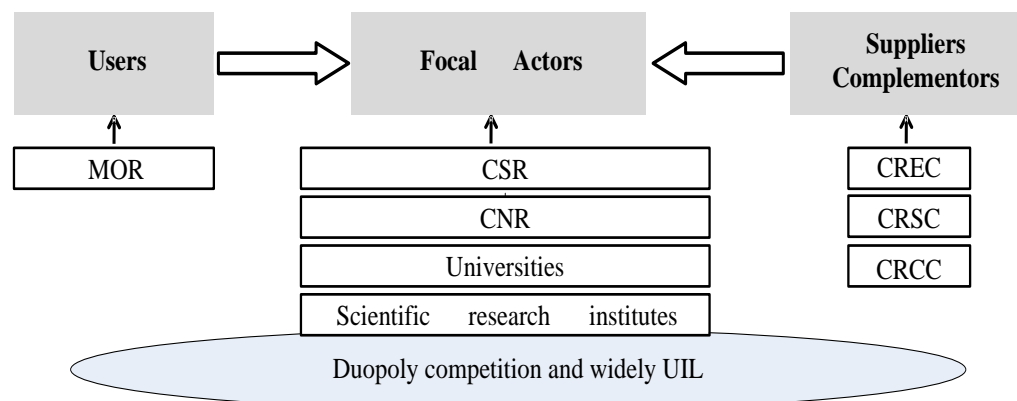 Users
Focal Actors
Suppliers
Complementors
MOR
CSR
CREC
CNR
CRSC
Universities
CRCC
Scientific research institutes
Duopoly competition and widely UIL